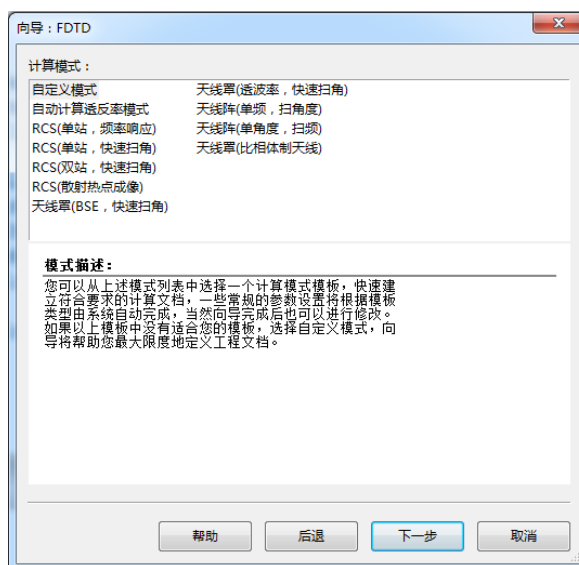 向导：FDTD
计算模式：
自定义模式
自动计算透反率模式
RCS(单站，频率响应)
RCS(单站，快速扫角)
RCS(双站，快速扫角)
RCS(散射热点成像)
天线罩(BSE，快速扫角)
天线罩(透波率，快速扫角)
天线阵(单频，扫角度)
天线阵(单角度，扫频)
天线罩(比相体制天线)
模式描述：
您可以从上述模式列表中选择一个计算模式模板，快速建
立符合要求的计算文档，一些常规的参数设置将根据模板
类型由系统自动完成，当然向导完成后也可以进行修改。
如果以上模板中没有适合您的模板，选择自定义模式，向
导将帮助您最大限度地定义工程文档。
帮助
后退
下一步
取消